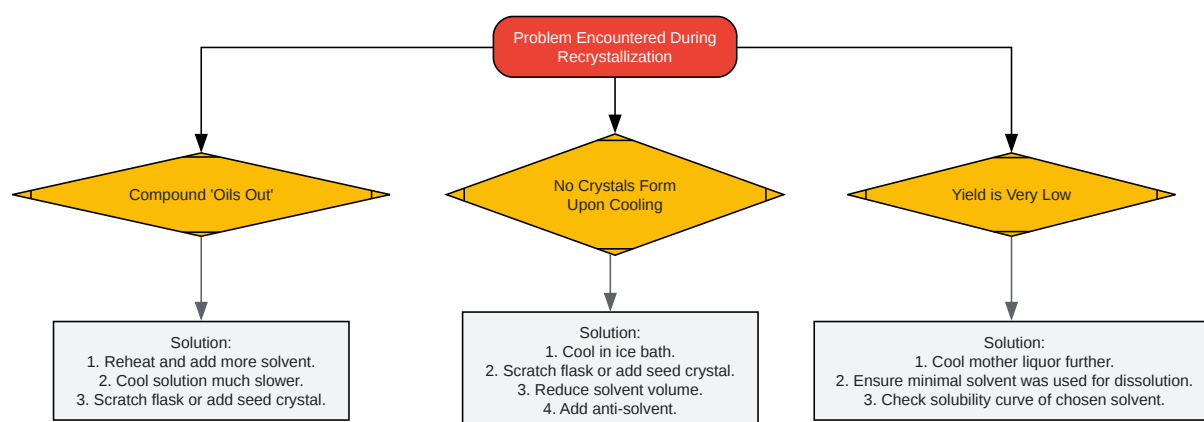 Problem Encountered During
Recrystallization
Compound 'Oils Out'
No Crystals Form
Upon Cooling
Yield is Very Low
Solution:
1. Reheat and add more solvent.
2. Cool solution much slower.
3. Scratch flask or add seed crystal.
Solution:
1. Cool in ice bath.
2. Scratch flask or add seed crystal.
3. Reduce solvent volume.
4. Add anti-solvent.
Solution:
1. Cool mother liquor further.
2. Ensure minimal solvent was used for dissolution.
3. Check solubility curve of chosen solvent.